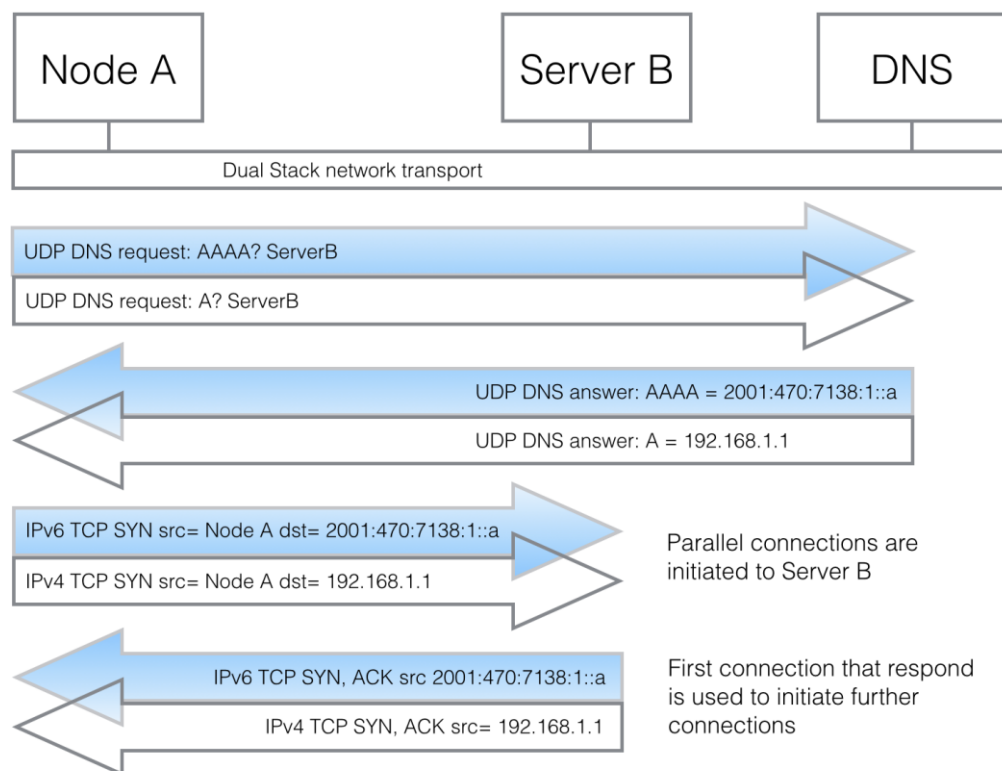 Node A
Server B
DNS
Dual Stack network transport
UDP DNS request: AAAA? ServerB
UDP DNS request: A? ServerB
UDP DNS answer: AAAA = 2001:470:7138:1::a
UDP DNS answer: A = 192.168.1.1
IPv6 TCP SYN src= Node A dst= 2001:470:7138:1::a
IPv4 TCP SYN src= Node A dst= 192.168.1.1
Parallel connections are
initiated to Server B
IPv6 TCP SYN, ACK src 2001:470:7138:1::a
IPv4 TCP SYN, ACK src= 192.168.1.1
First connection that respond
is used to initiate further
connections